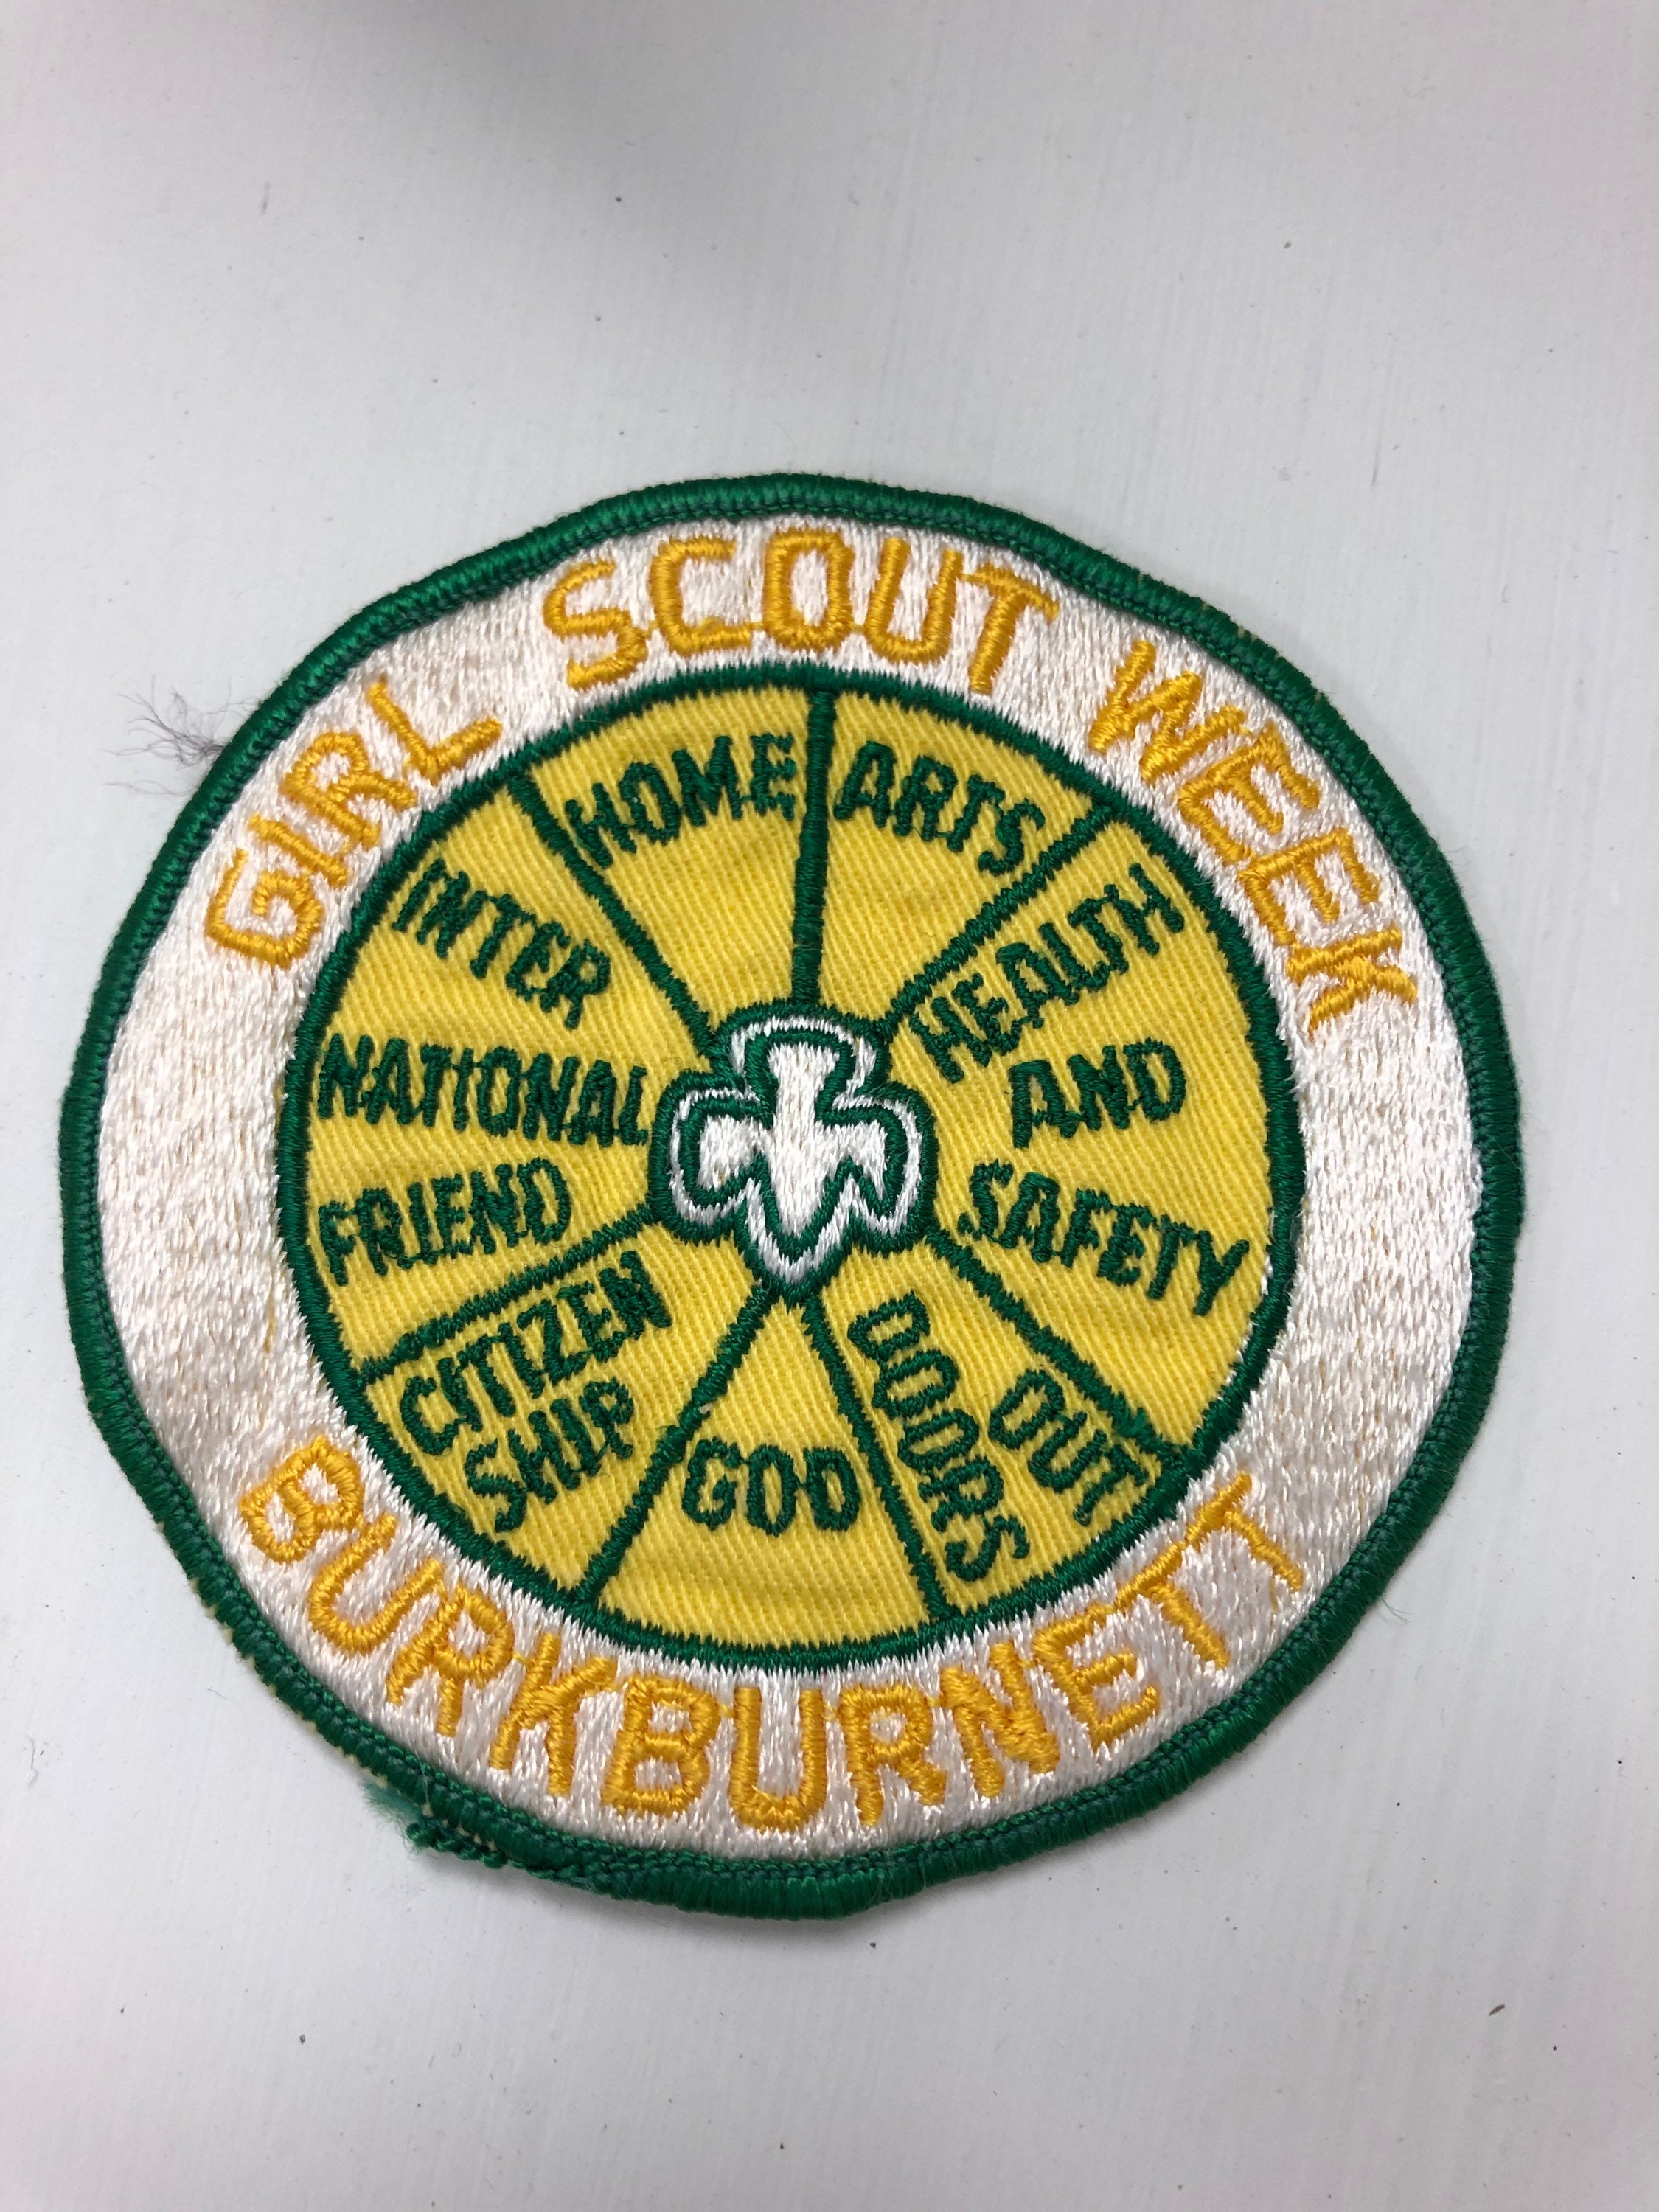 GIRL SCOUT WEEK
HOME
ARTS
HEALTH
AND
SAFETY
OUT
DOORS
GOD
CITIZEN
SHIP
INTER
NATIONAL
FRIEND
BURKBURNETT